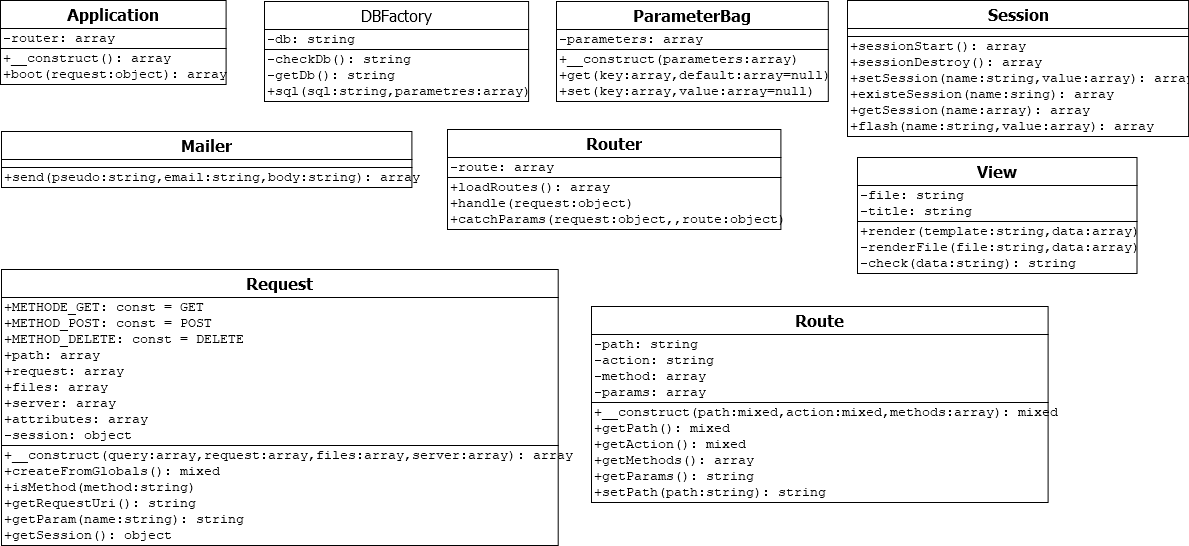 Application
-router: array
+__construct(): array
+boot(request:object): array
DBFactory
-db: string
-checkDb(): string
-getDb(): string
+sql(sql:string,parametres:array)
ParameterBag
-parameters: array
+__construct(parameters:array)
+get(key:array,default:array=null)
+set(key:array,value:array=null)
Session
+sessionStart(): array
+sessionDestroy(): array
+setSession(name:string,value:array): array
+existeSession(name:sring): array
+getSession(name:array): array
+flash(name:string,value:array): array
Mailer
+send(pseudo:string,email:string,body:string): array
Router
-route: array
+loadRoutes(): array
+handle(request:object)
+catchParams(request:object,,route:object)
View
-file: string
-title: string
+render(template:string,data:array)
-renderFile(file:string,data:array)
-check(data:string): string
Request
+METHODE_GET: const = GET
+METHOD_POST: const = POST
+METHOD_DELETE: const = DELETE
+path: array
+request: array
+files: array
+server: array
+attributes: array
-session: object
+__construct(query:array,request:array,files:array,server:array): array
+createFromGlobals(): mixed
+isMethod(method:string)
+getRequestUri(): string
+getParam(name:string): string
+getSession(): object
Route
-path: string
-action: string
-method: array
-params: array
+__construct(path:mixed,action:mixed,methods:array): mixed
+getPath(): mixed
+getAction(): mixed
+getMethods(): array
+getParams(): string
+setPath(path:string): string